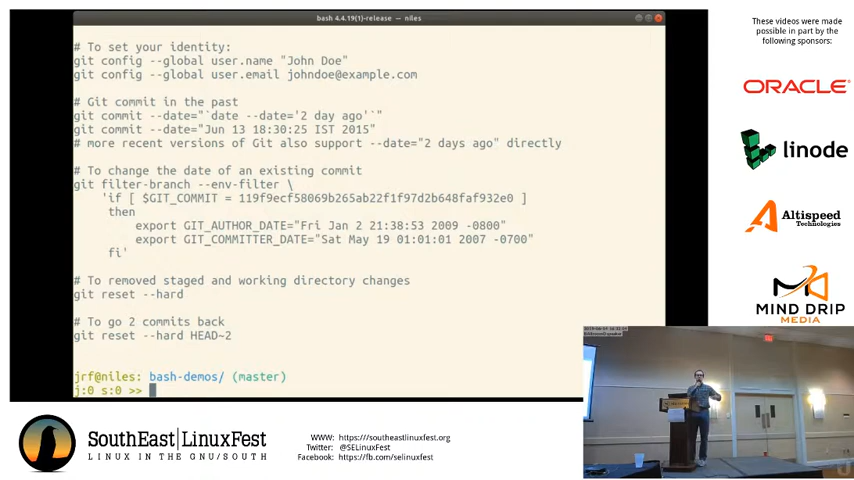 bash 4.4.19(1)-release — niles
# To set your identity:
git config --global user.name "John Doe"
git config --global user.email johndoe@example.com
# Git commit in the past
git commit --date="`date --date='2 day ago'`"
git commit --date="Jun 13 18:30:25 IST 2015"
# more recent versions of Git also support --date="2 days ago" directly
# To change the date of an existing commit
git filter-branch --env-filter \
'if [ $GIT_COMMIT = 119f9ecf58069b265ab22f1f97d2b648faf932e0 ]
then
export GIT_AUTHOR_DATE="Fri Jan 2 21:38:53 2009 -0800"
export GIT_COMMITTER_DATE="Sat May 19 01:01:01 2007 -0700"
fi'
# To removed staged and working directory changes
git reset --hard
# To go 2 commits back
git reset --hard HEAD~2
jrf@niles: bash-demos/ (master)
j:0 s:0 >>
These videos were made
possible in part by the
following sponsors:
ORACLE
linode
Altispeed
Technologies
MIND DRIP
MEDIA
SouthEast|LinuxFest
LINUX IN THE GNU/SOUTH
WWW: https://southeastlinuxfest.org
Twitter: @SELinuxFest
Facebook: https://fb.com/selinuxfest